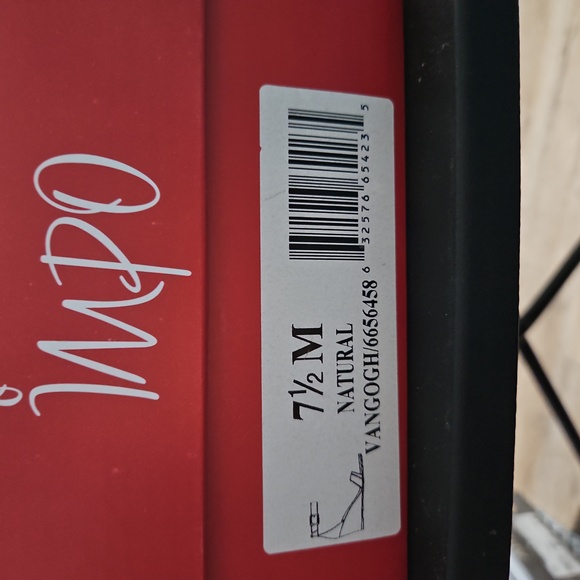 impo
7½ M
NATURAL
VANGOGH/6656458
6 32576 65423 5